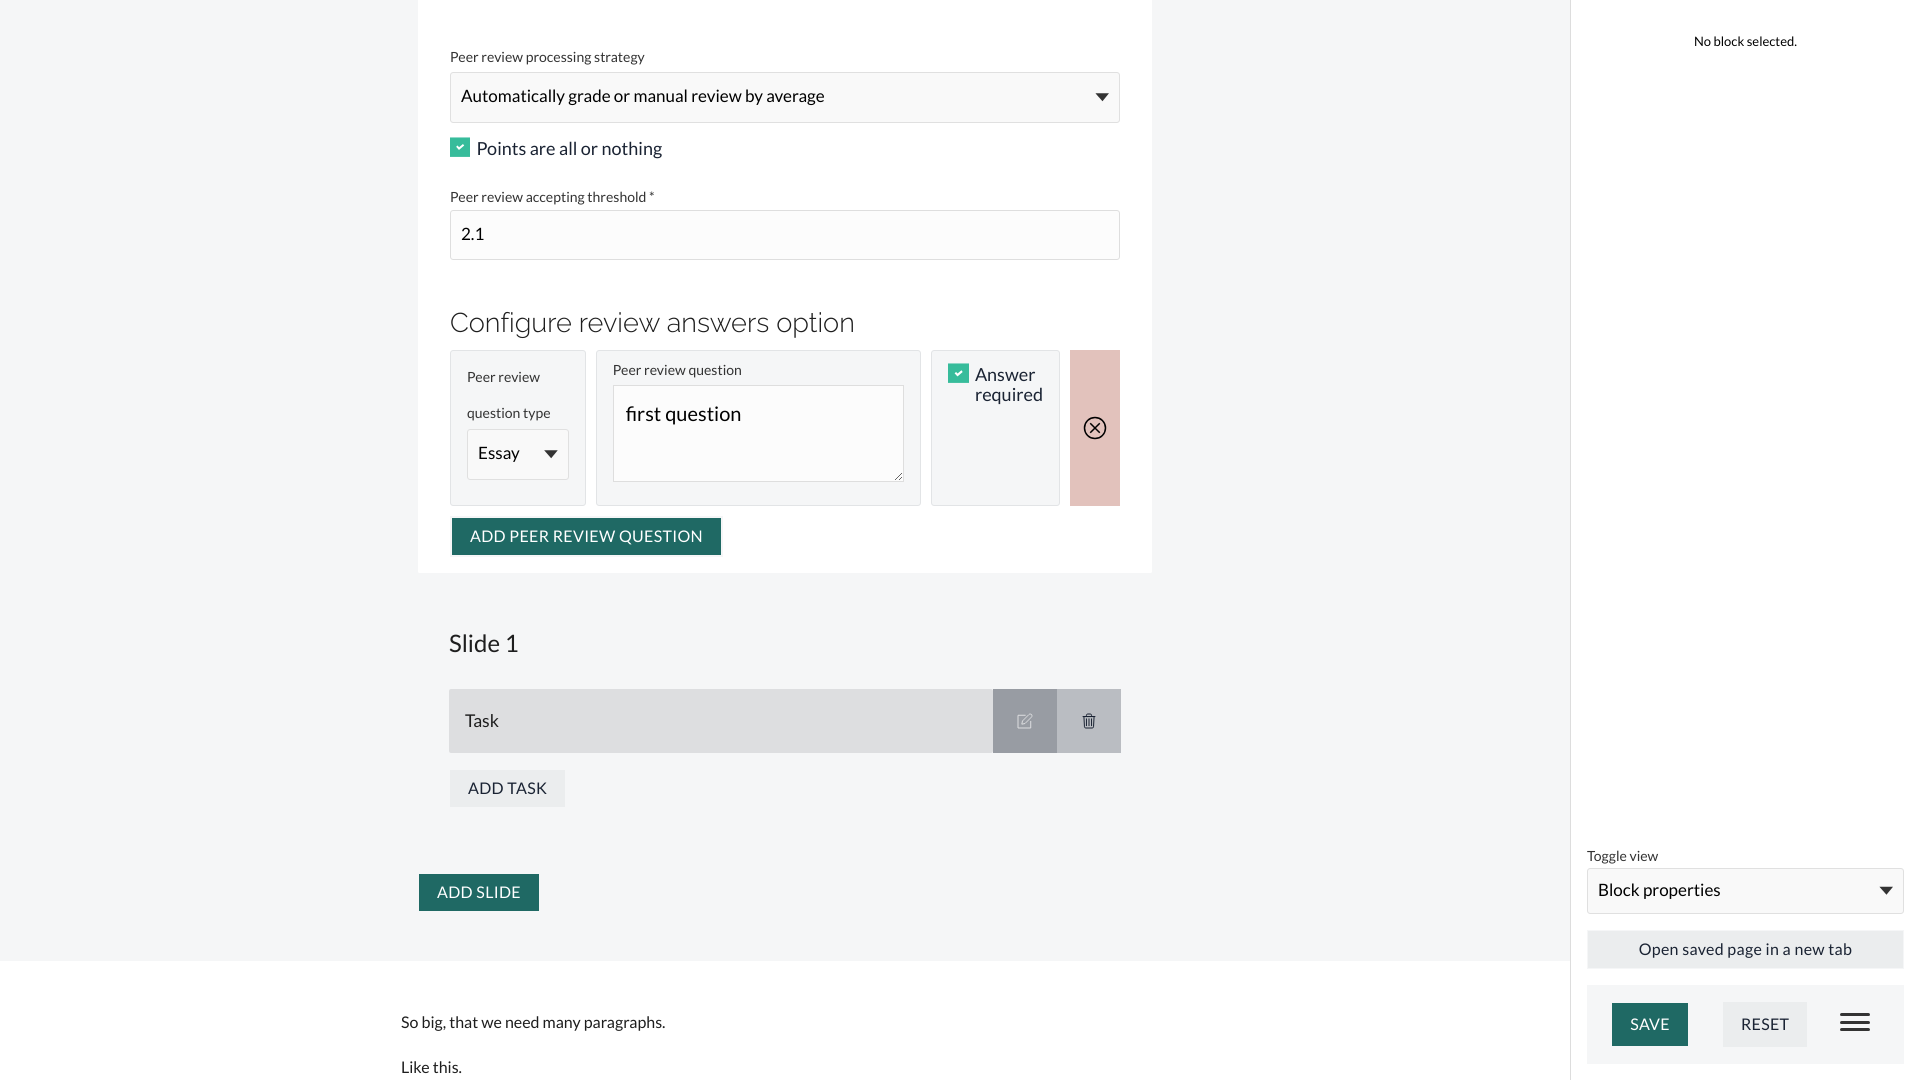 No block selected.
Peer review processing strategy
Automatically grade or manual review by average
Points are all or nothing
Peer review accepting threshold *
2.1
Configure review answers option
Peer review
question type
Essay
Peer review question
first question
Answer
required
ADD PEER REVIEW QUESTION
Slide 1
Task
ADD TASK
ADD SLIDE
So big, that we need many paragraphs.
Like this.
Toggle view
Block properties
Open saved page in a new tab
SAVE
RESET